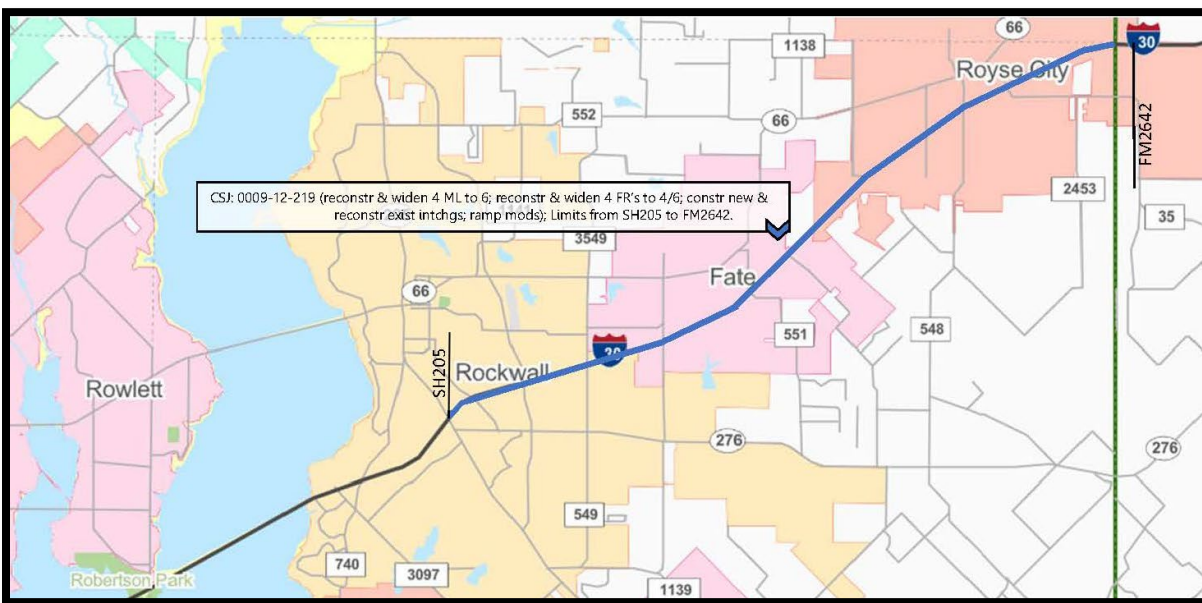 66
30
1138
Royse City
552
66
FM2642
2453
CSJ: 0009-12-219 (reconstr & widen 4 ML to 6; reconstr & widen 4 FR's to 4/6; constr new &
reconstr exist intchgs; ramp mods); Limits from SH205 to FM2642.
35
3549
Fate
66
551
548
SH205
Rockwall
Rowlett
276
276
549
740
3097
Robertson Park
1139